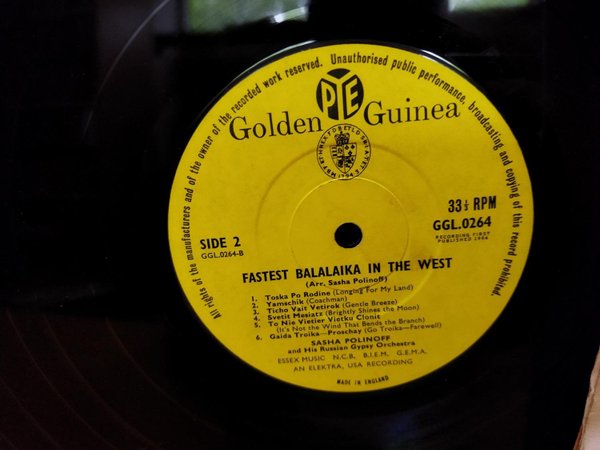 All rights of the manufacturers and of the owner of the recorded work reserved. Unauthorised public performance, broadcasting and copying of this record prohibited.
PYE
Golden Guinea
33⅓ RPM
GGL.0264
RECORDING FIRST
PUBLISHED 1964
SIDE 2
GGL.0264-B
FASTEST BALALAIKA IN THE WEST
(Arr. Sasha Polinoff)
1. Toska Po Rodine (Longing For My Land)
2. Yamschik (Coachman)
3. Ticho Vait Vetirok (Gentle Breeze)
4. Svetit Mesiatz (Brightly Shines the Moon)
5. To Nie Vietier Vietku Clonit
(It's Not the Wind That Bends the Branch)
6. Gaida Troika—Proschay (Go Troika—Farewell)
SASHA POLINOFF
and His Russian Gypsy Orchestra
ESSEX MUSIC N.C.B. B.I.E.M. G.E.M.A.
AN ELEKTRA, USA RECORDING
MADE IN ENGLAND